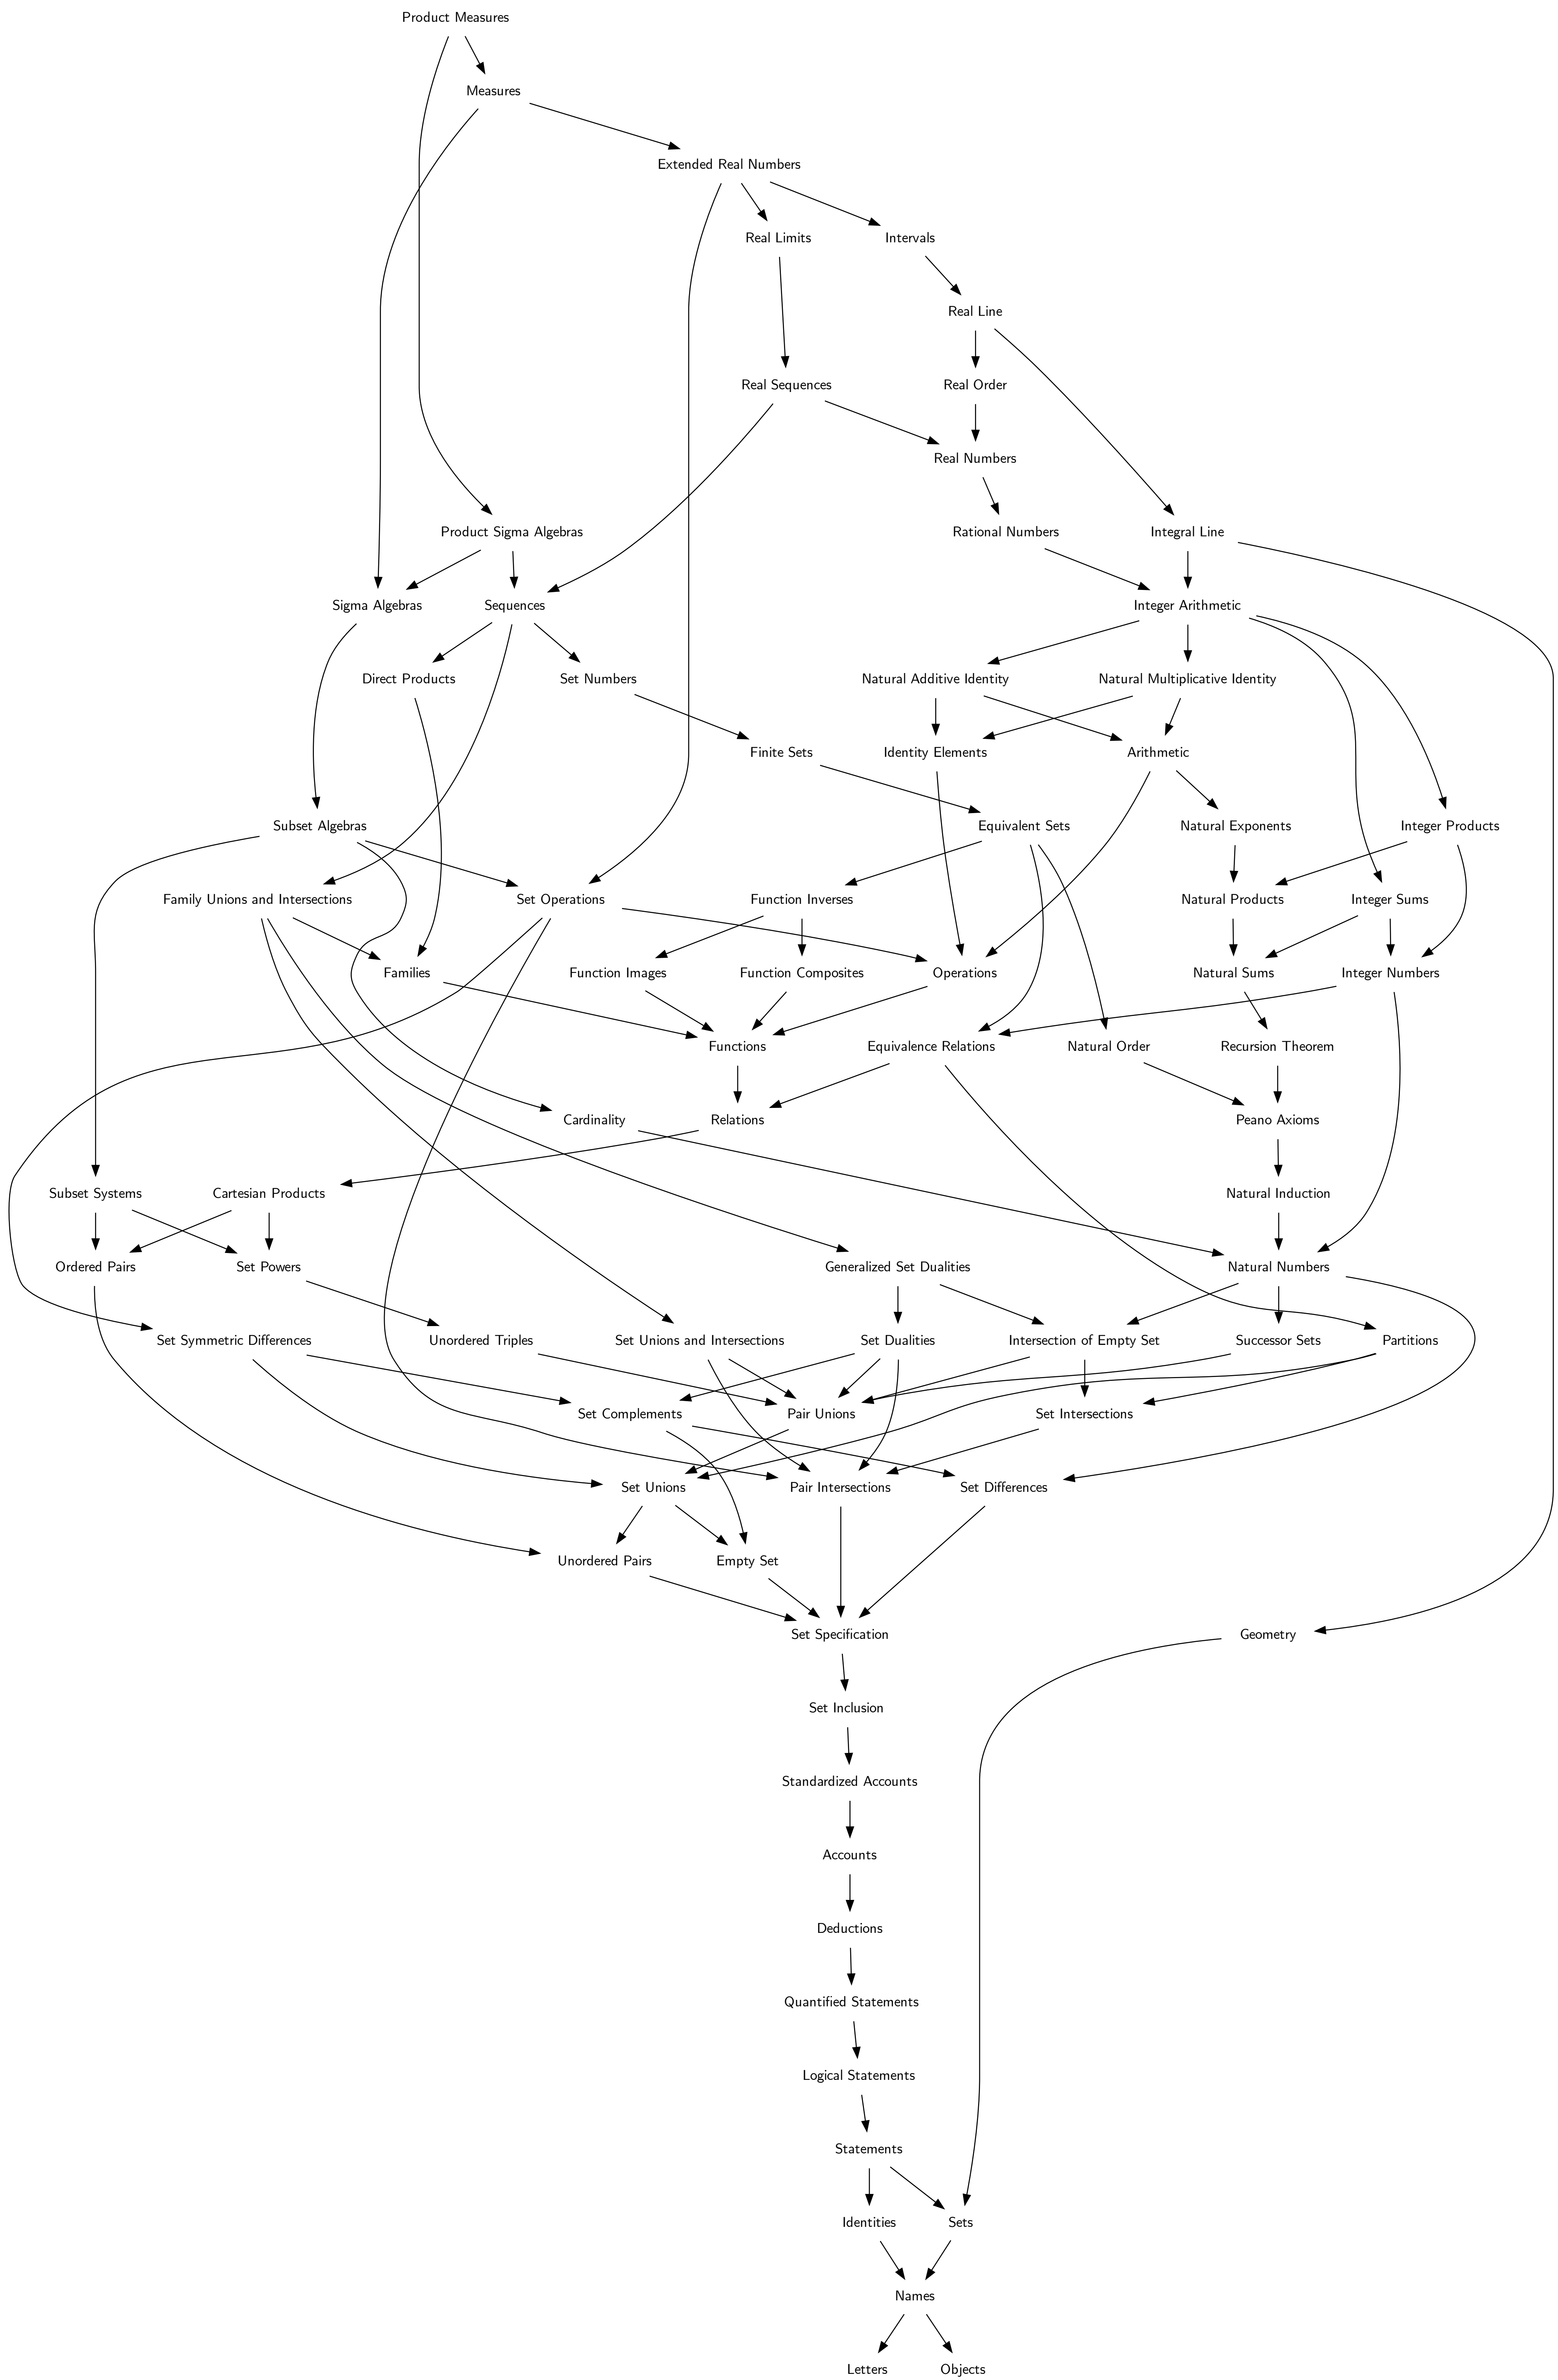 Product Measures
Measures
Extended Real Numbers
Real Limits
Intervals
Real Line
Real Sequences
Real Order
Real Numbers
Product Sigma Algebras
Rational Numbers
Integral Line
Sigma Algebras
Sequences
Integer Arithmetic
Direct Products
Set Numbers
Natural Additive Identity
Natural Multiplicative Identity
Finite Sets
Identity Elements
Arithmetic
Subset Algebras
Equivalent Sets
Natural Exponents
Integer Products
Family Unions and Intersections
Set Operations
Function Inverses
Natural Products
Integer Sums
Families
Function Images
Function Composites
Operations
Natural Sums
Integer Numbers
Functions
Equivalence Relations
Natural Order
Recursion Theorem
Cardinality
Relations
Peano Axioms
Subset Systems
Cartesian Products
Natural Induction
Ordered Pairs
Set Powers
Generalized Set Dualities
Natural Numbers
Set Symmetric Differences
Unordered Triples
Set Unions and Intersections
Set Dualities
Intersection of Empty Set
Successor Sets
Partitions
Set Complements
Pair Unions
Set Intersections
Set Unions
Pair Intersections
Set Differences
Unordered Pairs
Empty Set
Set Specification
Geometry
Set Inclusion
Standardized Accounts
Accounts
Deductions
Quantified Statements
Logical Statements
Statements
Identities
Sets
Names
Letters
Objects